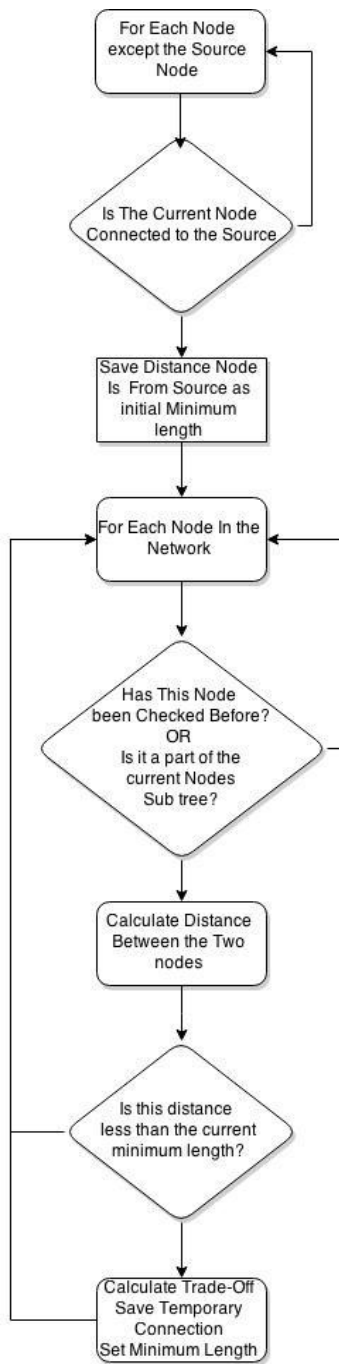 For Each Node
except the Source
Node
Is The Current Node
Connected to the Source
Save Distance Node
Is From Source as
initial Minimum
length
For Each Node In the
Network
Has This Node
been Checked Before?
OR
Is it a part of the
current Nodes
Sub tree?
Calculate Distance
Between the Two
nodes
Is this distance
less than the current
minimum length?
Calculate Trade-Off
Save Temporary
Connection
Set Minimum Length